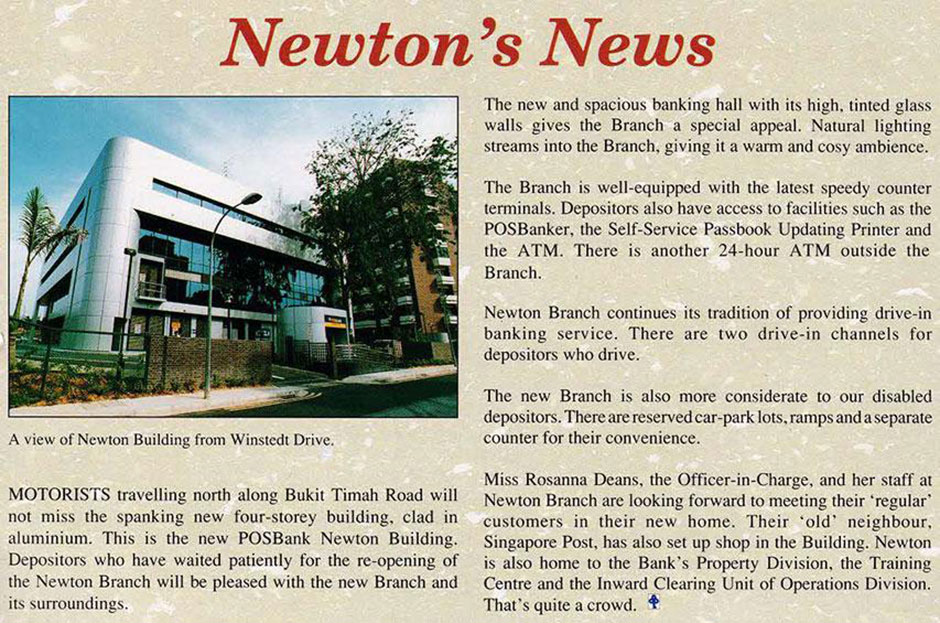 Newton's News
A view of Newton Building from Winstedt Drive.
MOTORISTS travelling north along Bukit Timah Road will
not miss the spanking new four-storey building, clad in
aluminium. This is the new POSBank Newton Building.
Depositors who have waited patiently for the re-opening of
the Newton Branch will be pleased with the new Branch and
its surroundings.
The new and spacious banking hall with its high, tinted glass
walls gives the Branch a special appeal. Natural lighting
streams into the Branch, giving it a warm and cosy ambience.
The Branch is well-equipped with the latest speedy counter
terminals. Depositors also have access to facilities such as the
POSBanker, the Self-Service Passbook Updating Printer and
the ATM. There is another 24-hour ATM outside the
Branch.
Newton Branch continues its tradition of providing drive-in
banking service. There are two drive-in channels for
depositors who drive.
The new Branch is also more considerate to our disabled
depositors. There are reserved car-park lots, ramps and a separate
counter for their convenience.
Miss Rosanna Deans, the Officer-in-Charge, and her staff at
Newton Branch are looking forward to meeting their 'regular'
customers in their new home. Their 'old' neighbour,
Singapore Post, has also set up shop in the Building. Newton
is also home to the Bank's Property Division, the Training
Centre and the Inward Clearing Unit of Operations Division.
That's quite a crowd.